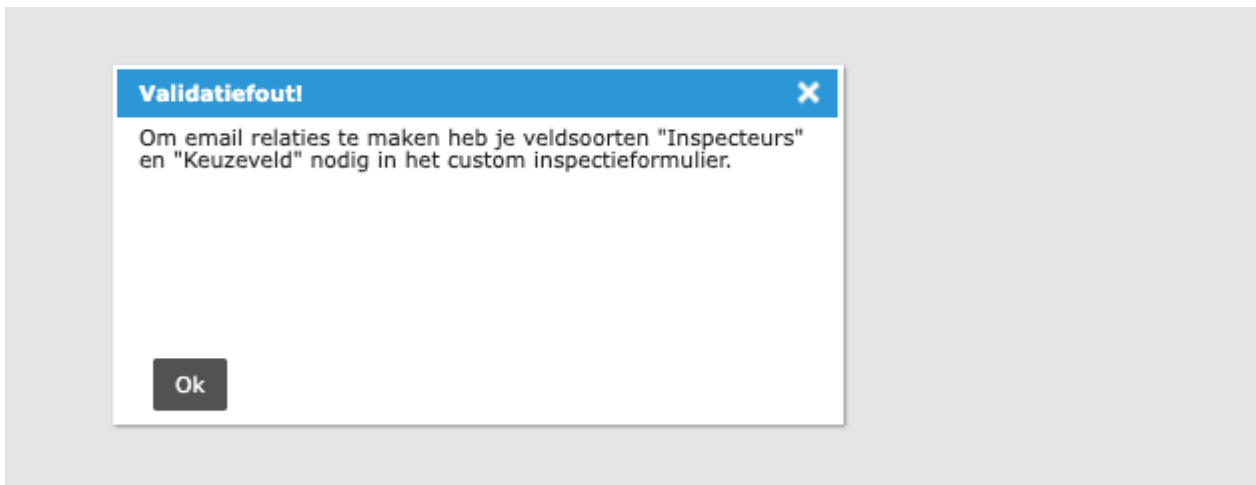 Validatiefout!
Om email relaties te maken heb je veldsoorten "Inspecteurs"
en "Keuzeveld" nodig in het custom inspectieformulier.
Ok